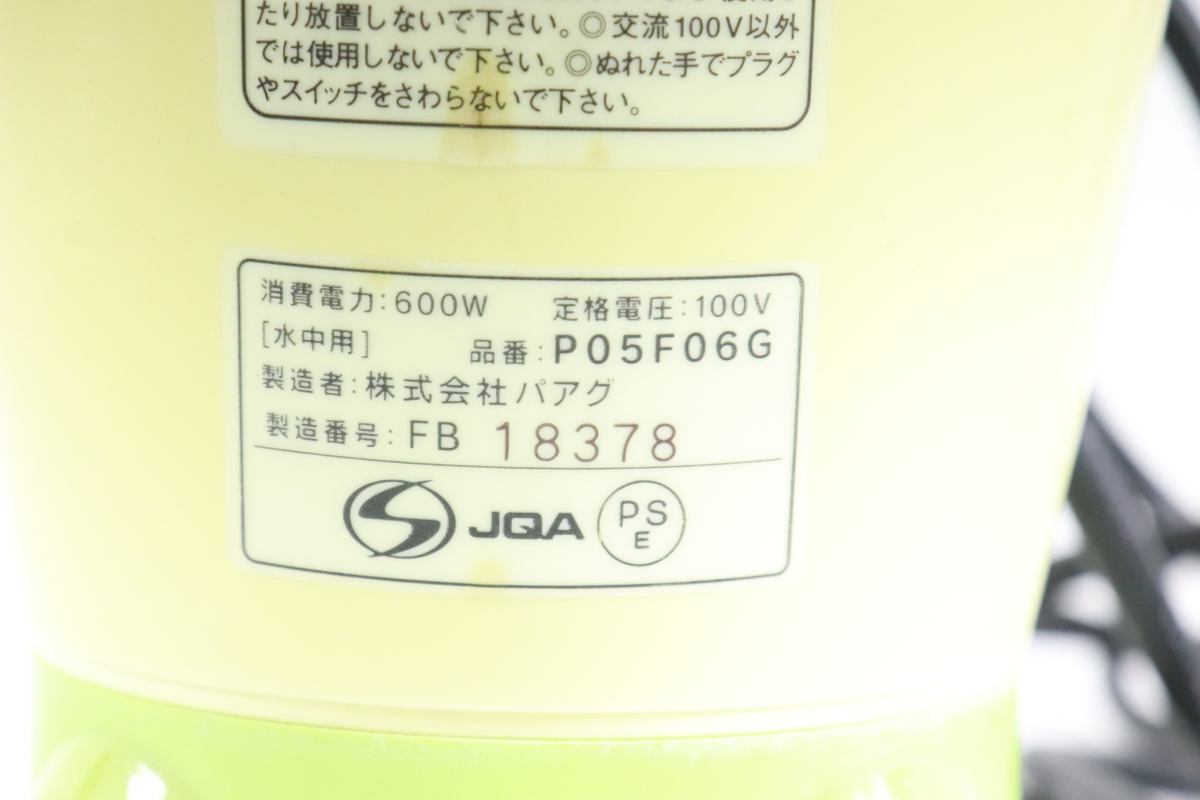 たり放置しないで下さい。◎交流100V以外
では使用しないで下さい。◎ぬれた手でプラグ
やスイッチをさわらないで下さい。
消費電力:600W 定格電圧:100V
[水中用] 品番:P05F06G
製造者:株式会社パアグ
製造番号:FB 18378
S JQA PSE